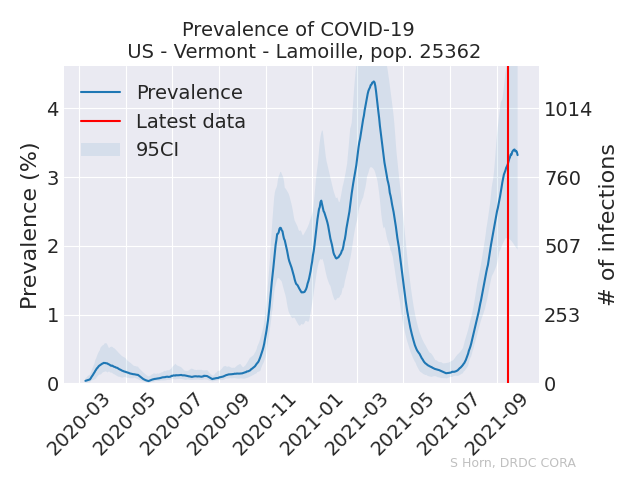 Prevalence of COVID-19
US - Vermont - Lamoille, pop. 25362
Prevalence
Latest data
95CI
Prevalence (%)
4
3
2
1
0
1014
760
507
253
0
# of infections
2020-03
2020-05
2020-07
2020-09
2020-11
2021-01
2021-03
2021-05
2021-07
2021-09
S Horn, DRDC CORA